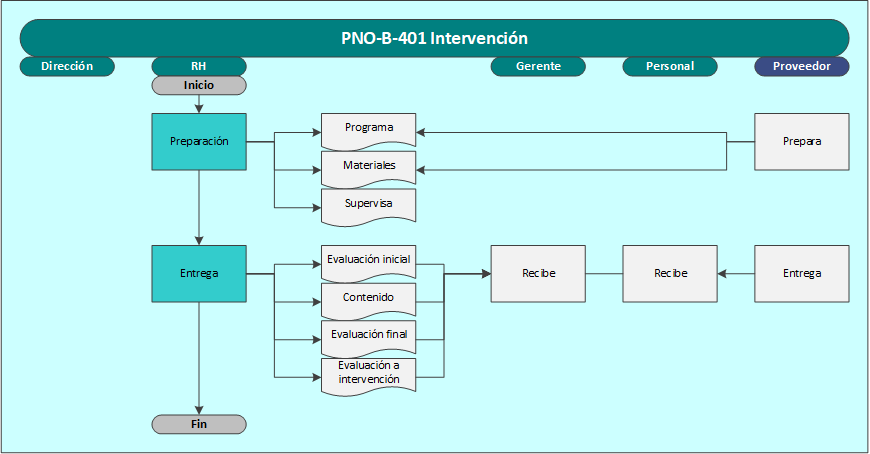 PNO-B-401 Intervención
Dirección
RH
Gerente
Personal
Proveedor
Inicio
Preparación
Programa
Materiales
Supervisa
Prepara
Entrega
Evaluación inicial
Contenido
Evaluación final
Evaluación a
intervención
Recibe
Recibe
Entrega
Fin